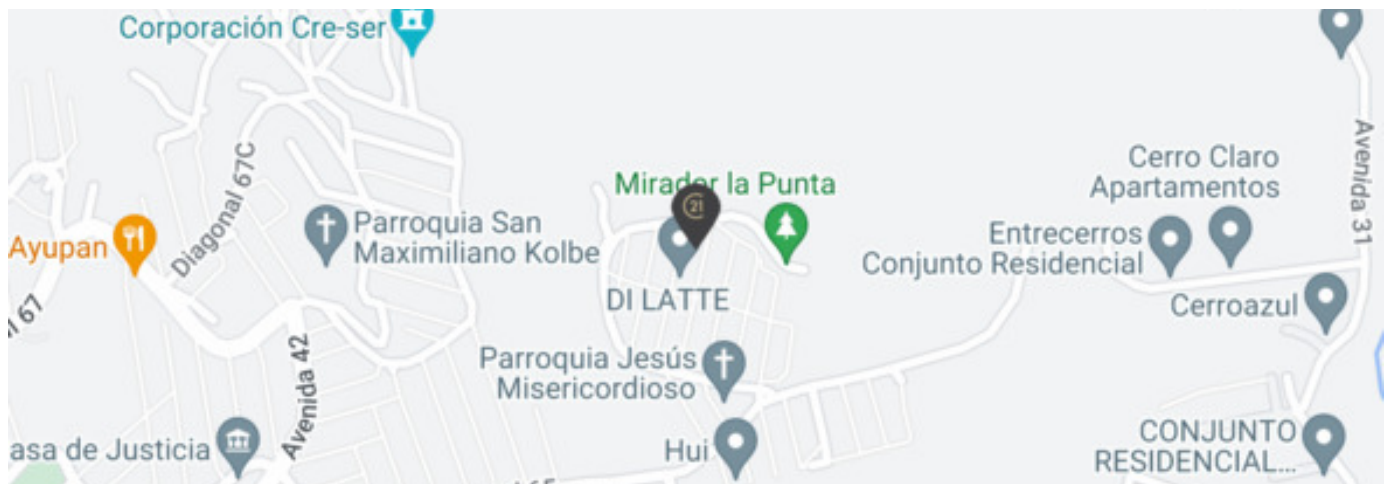 Corporación Cre-ser
Diagonal 67C
Ayupan
Parroquia San
Maximiliano Kolbe
Mirador la Punta
21
DI LATTE
Cerro Claro
Apartamentos
Entrecerros
Conjunto Residencial
Avenida 31
Cerroazul
67
Avenida 42
Parroquia Jesús
Misericordioso
asa de Justicia
Hui
CONJUNTO
RESIDENCIAL...